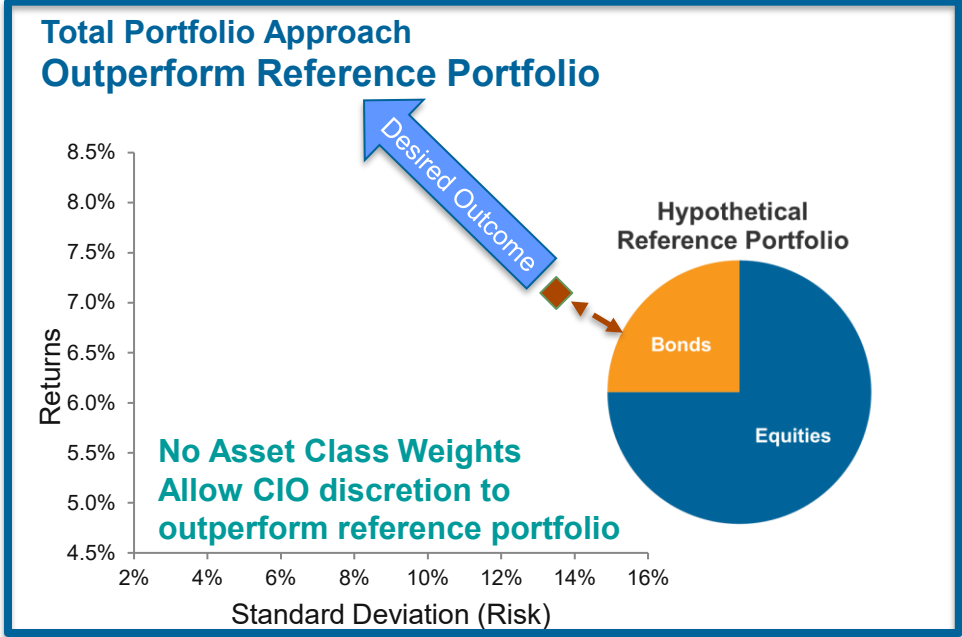 Total Portfolio Approach
Outperform Reference Portfolio
Desired Outcome
8.5%
8.0%
7.5%
7.0%
6.5%
6.0%
5.5%
5.0%
4.5%
Returns
Hypothetical
Reference Portfolio
Bonds
Equities
No Asset Class Weights
Allow CIO discretion to
outperform reference portfolio
2% 4% 6% 8% 10% 12% 14% 16%
Standard Deviation (Risk)